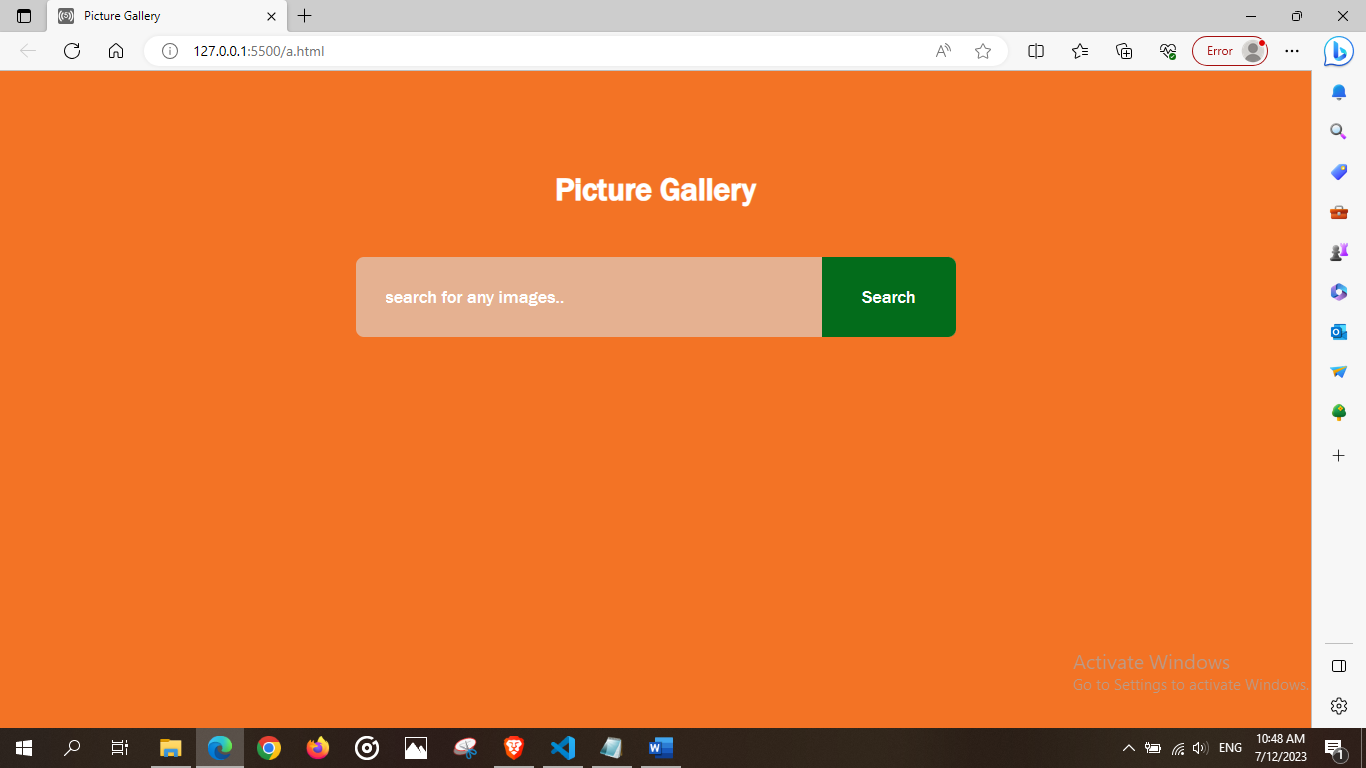 Picture Gallery
127.0.0.1:5500/a.html
Error
Picture Gallery
search for any images..
Search
Activate Windows
Go to Settings to activate Windows.
ENG
10:48 AM
7/12/2023
1